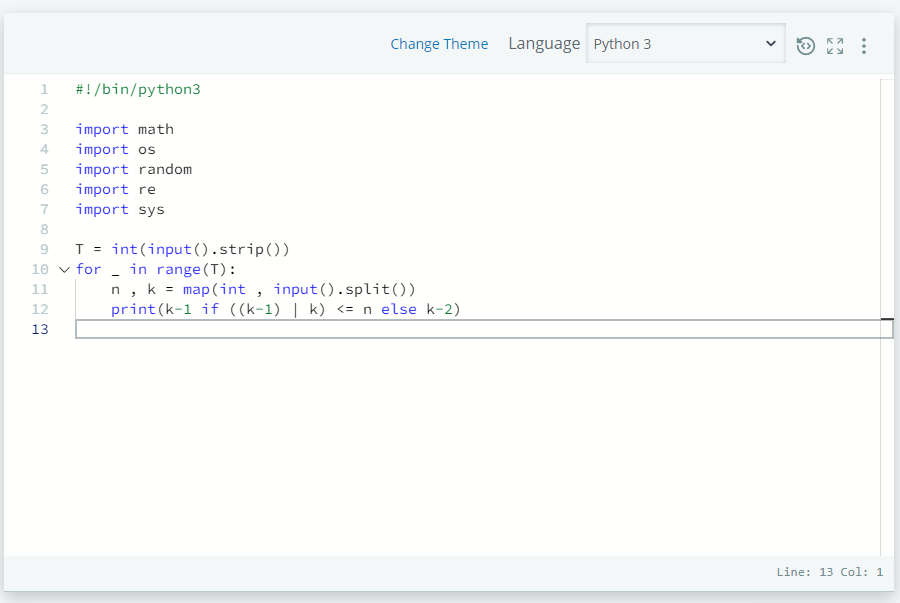 Change Theme Language Python 3
1 #!/bin/python3
2
3 import math
4 import os
5 import random
6 import re
7 import sys
8
9 T = int(input().strip())
10 for _ in range(T):
11     n , k = map(int , input().split())
12     print(k-1 if ((k-1) | k) <= n else k-2)
13
Line: 13 Col: 1